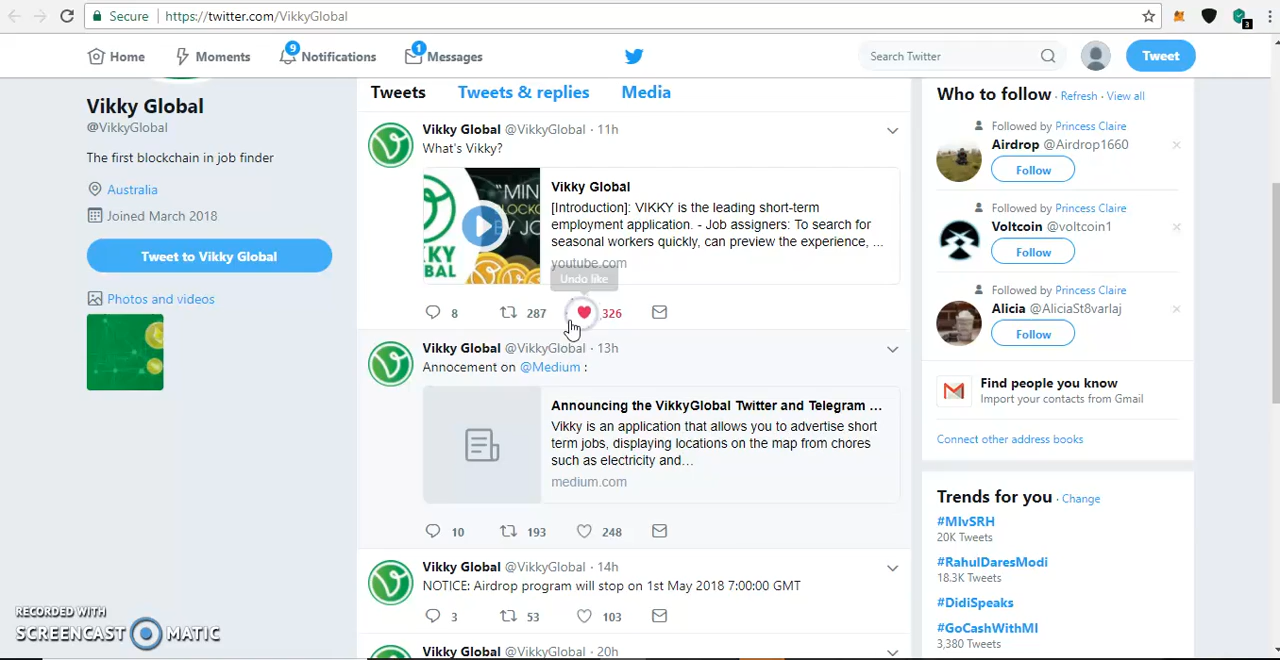 Secure https://twitter.com/VikkyGlobal
3
Home Moments 9 Notifications 1 Messages Search Twitter Tweet
Vikky Global
@VikkyGlobal
The first blockchain in job finder
Australia
Joined March 2018
Tweet to Vikky Global
Photos and videos
Tweets Tweets & replies Media
Vikky Global @VikkyGlobal · 11h
What's Vikky?
"MIN
BY J
KY
BAL
Vikky Global
[Introduction]: VIKKY is the leading short-term
employment application. - Job assigners: To search for
seasonal workers quickly, can preview the experience, ...
youtube.com
Undo like
8 287 326
Vikky Global @VikkyGlobal · 13h
Annocement on @Medium :
Announcing the VikkyGlobal Twitter and Telegram ...
Vikky is an application that allows you to advertise short
term jobs, displaying locations on the map from chores
such as electricity and...
medium.com
10 193 248
Vikky Global @VikkyGlobal · 14h
NOTICE: Airdrop program will stop on 1st May 2018 7:00:00 GMT
3 53 103
Vikky Global @VikkyGlobal · 20h
Who to follow · Refresh · View all
Followed by Princess Claire
Airdrop @Airdrop1660
Follow
Followed by Princess Claire
Voltcoin @voltcoin1
Follow
Followed by Princess Claire
Alicia @AliciaSt8varlaj
Follow
Find people you know
Import your contacts from Gmail
Connect other address books
Trends for you · Change
#MIvSRH
20K Tweets
#RahulDaresModi
18.3K Tweets
#DidiSpeaks
#GoCashWithMI
3,380 Tweets
RECORDED WITH
SCREENCAST MATIC